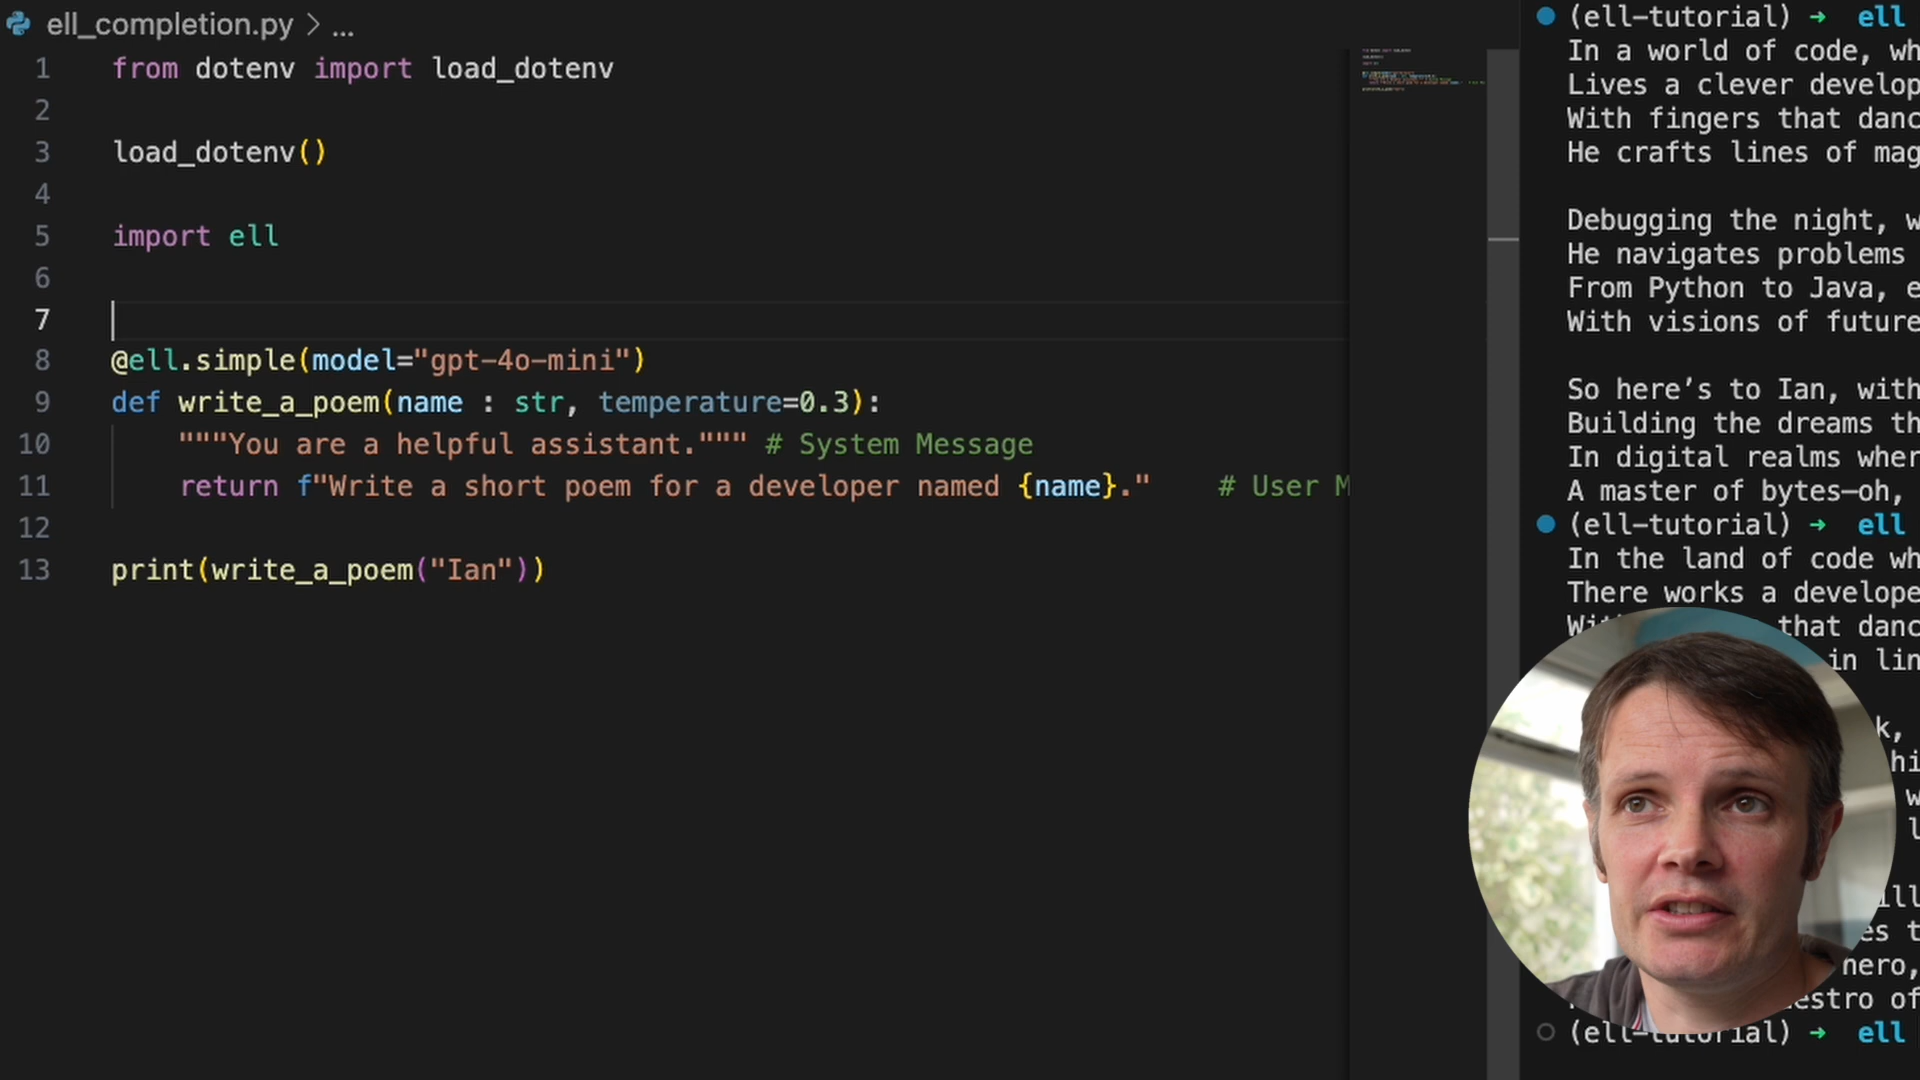 ell_completion.py > ...
1 from dotenv import load_dotenv
2
3 load_dotenv()
4
5 import ell
6
7
8 @ell.simple(model="gpt-4o-mini")
9 def write_a_poem(name : str, temperature=0.3):
10 """You are a helpful assistant.""" # System Message
11 return f"Write a short poem for a developer named {name}." # User M
12
13 print(write_a_poem("Ian"))
(ell-tutorial) → ell
In a world of code, wh
Lives a clever develop
With fingers that danc
He crafts lines of mag
Debugging the night, w
He navigates problems
From Python to Java, e
With visions of future
So here’s to Ian, with
Building the dreams th
In digital realms wher
A master of bytes—oh,
(ell-tutorial) → ell
In the land of code wh
There works a develope
that danc
in lin
k,
hi
w
l
ill
es t
hero,
estro of
(ell-tutorial) → ell